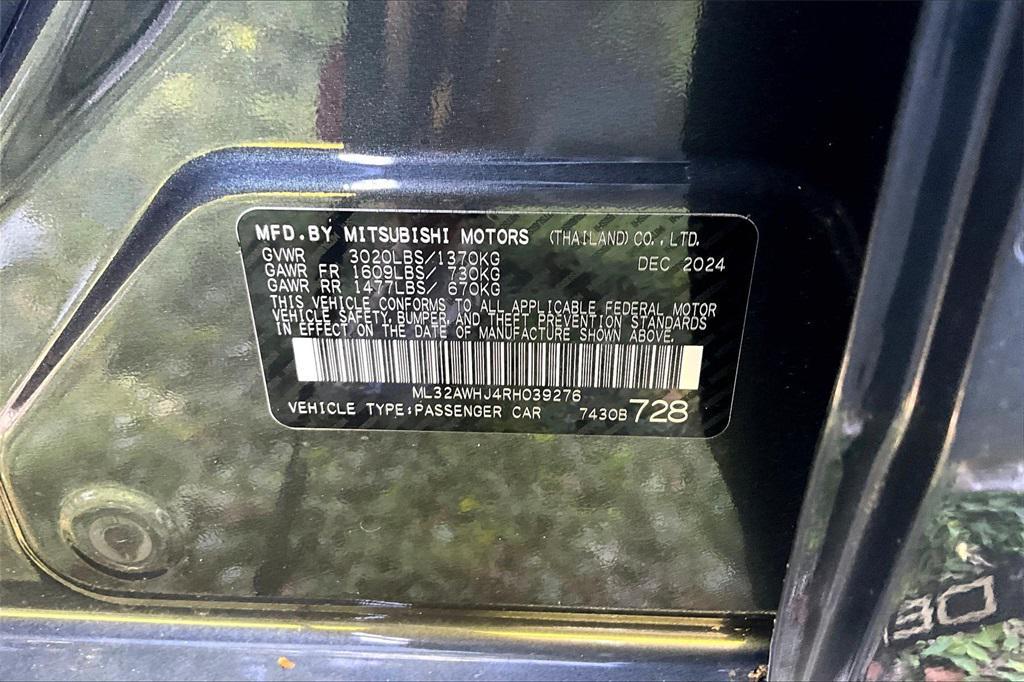 MFD.BY MITSUBISHI MOTORS (THAILAND) CO., LTD.
GVWR 3020LBS/1370KG DEC 2024
GAWR FR 1609LBS/ 730KG
GAWR RR 1477LBS/ 670KG
THIS VEHICLE CONFORMS TO ALL APPLICABLE FEDERAL MOTOR
VEHICLE SAFETY, BUMPER, AND THEFT PREVENTION STANDARDS
IN EFFECT ON THE DATE OF MANUFACTURE SHOWN ABOVE.
ML32AWHJ4RH039276
VEHICLE TYPE:PASSENGER CAR 7430B 728